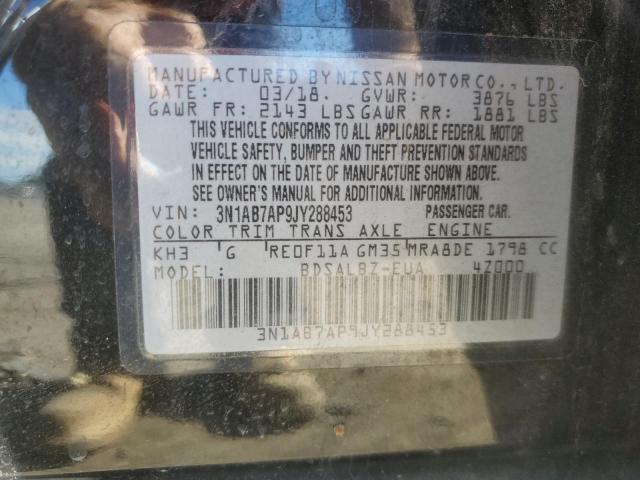 MANUFACTURED BY NISSAN MOTOR CO., LTD.
DATE: 03/18. GVWR: 3876 LBS
GAWR FR: 2143 LBS GAWR RR: 1881 LBS
THIS VEHICLE CONFORMS TO ALL APPLICABLE FEDERAL MOTOR
VEHICLE SAFETY, BUMPER AND THEFT PREVENTION STANDARDS
IN EFFECT ON THE DATE OF MANUFACTURE SHOWN ABOVE.
SEE OWNER'S MANUAL FOR ADDITIONAL INFORMATION.
VIN: 3N1AB7AP9JY288453 PASSENGER CAR.
COLOR TRIM TRANS AXLE ENGINE
KH3 G RE0F11A GM35 MRA8DE 1798 CC
MODEL: BDSALBZ-EUA 4Z000
3N1AB7AP9JY288453